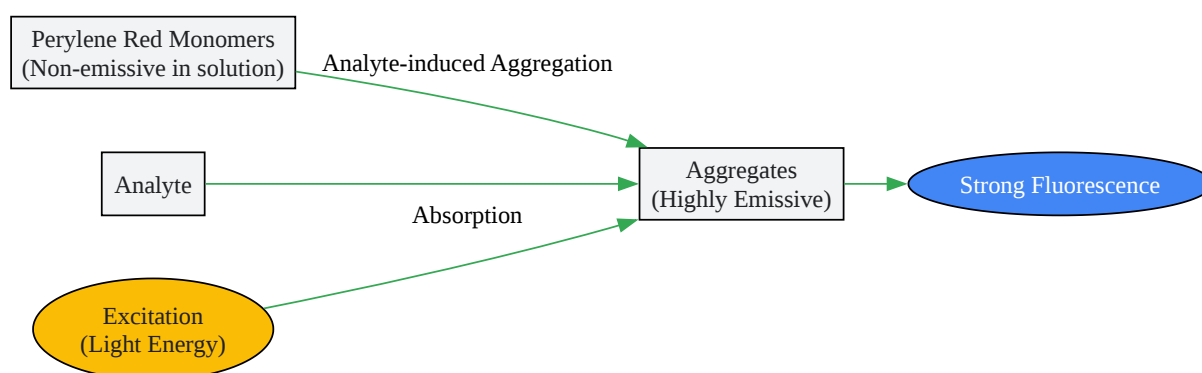 Perylene Red Monomers
(Non-emissive in solution)
Analyte-induced Aggregation
Analyte
Aggregates
(Highly Emissive)
Strong Fluorescence
Absorption
Excitation
(Light Energy)